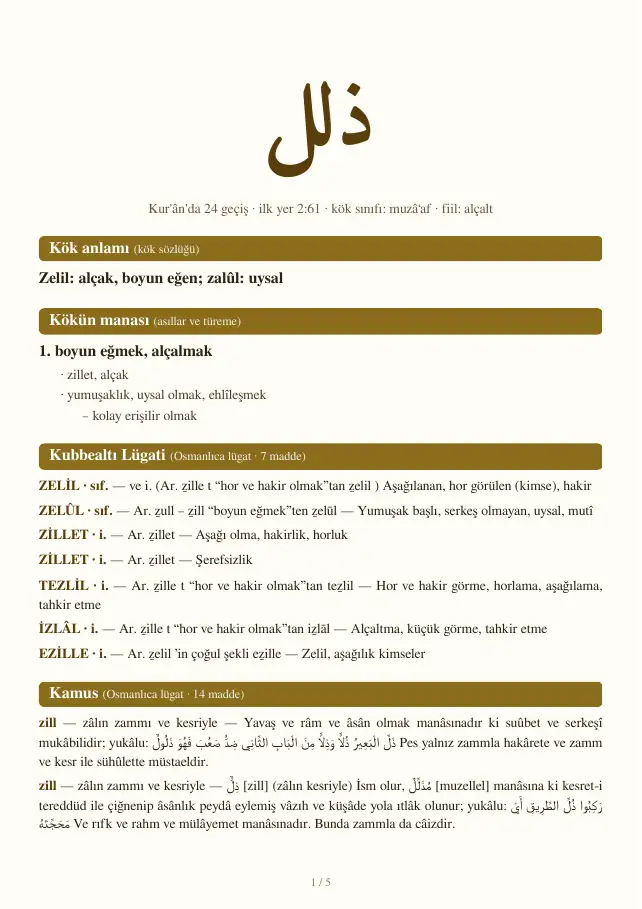 ذلل
Kur'ân'da 24 geçiş · ilk yer 2:61 · kök sınıfı: muzâ'af · fiil: alçalt
Kök anlamı (kök sözlüğü)
Zelil: alçak, boyun eğen; zalûl: uysal
Kökün manası (asıllar ve türeme)
1. boyun eğmek, alçalmak
· zillet, alçak
· yumuşaklık, uysal olmak, ehlîleşmek
– kolay erişilir olmak
Kubbealtı Lügati (Osmanlıca lügat · 7 madde)
ZELİL · sıf. — ve i. (Ar. ẕille t “hor ve hakir olmak”tan ẕelіl ) Aşağılanan, hor görülen (kimse), hakir
ZELÛL · sıf. — Ar. ẕull – ẕill “boyun eğmek”ten ẕelūl — Yumuşak başlı, serkeş olmayan, uysal, mutî
ZİLLET · i. — Ar. ẕillet — Aşağı olma, hakirlik, horluk
ZİLLET · i. — Ar. ẕillet — Şerefsizlik
TEZLİL · i. — Ar. ẕille t “hor ve hakir olmak”tan teẕlil — Hor ve hakir görme, horlama, aşağılama,
tahkir etme
İZLÂL · i. — Ar. ẕille t “hor ve hakir olmak”tan iẕlāl — Alçaltma, küçük görme, tahkir etme
EZİLLE · i. — Ar. ẕelil 'in çoğul şekli eẕille — Zelil, aşağılık kimseler
Kamus (Osmanlıca lügat · 14 madde)
zill — zâlın zammı ve kesriyle — Yavaş ve râm ve âsân olmak manâsınadır ki suûbet ve serkeşî
mukâbilidir; yukâlu: ذَلَّ الْبَعِيرُ ذُلاًّ وَذِلاًّ مِنَ الْبَابِ الثَّانِي ضِدُّ صَعُبَ فَهُوَ ذَلُولٌ Pes yalnız zammla hakârete ve zamm
ve kesr ile sühûlette müstaeldir.
zill — zâlın zammı ve kesriyle — ذِلٌّ [zill] (zâlın kesriyle) İsm olur, مُذَلَّلٌ [muzellel] manâsına ki kesret-i
tereddüd ile çiğnenip âsânlık peydâ eylemiş vâzıh ve küşâde yola ıtlâk olunur; yukâlu: رَكِبُوا ذُلَّ الطَّرِيقِ أَيْ
مَحَجَّتَهُ Ve rıfk ve rahm ve mülâyemet manâsınadır. Bunda zammla da câizdir.
1 / 5